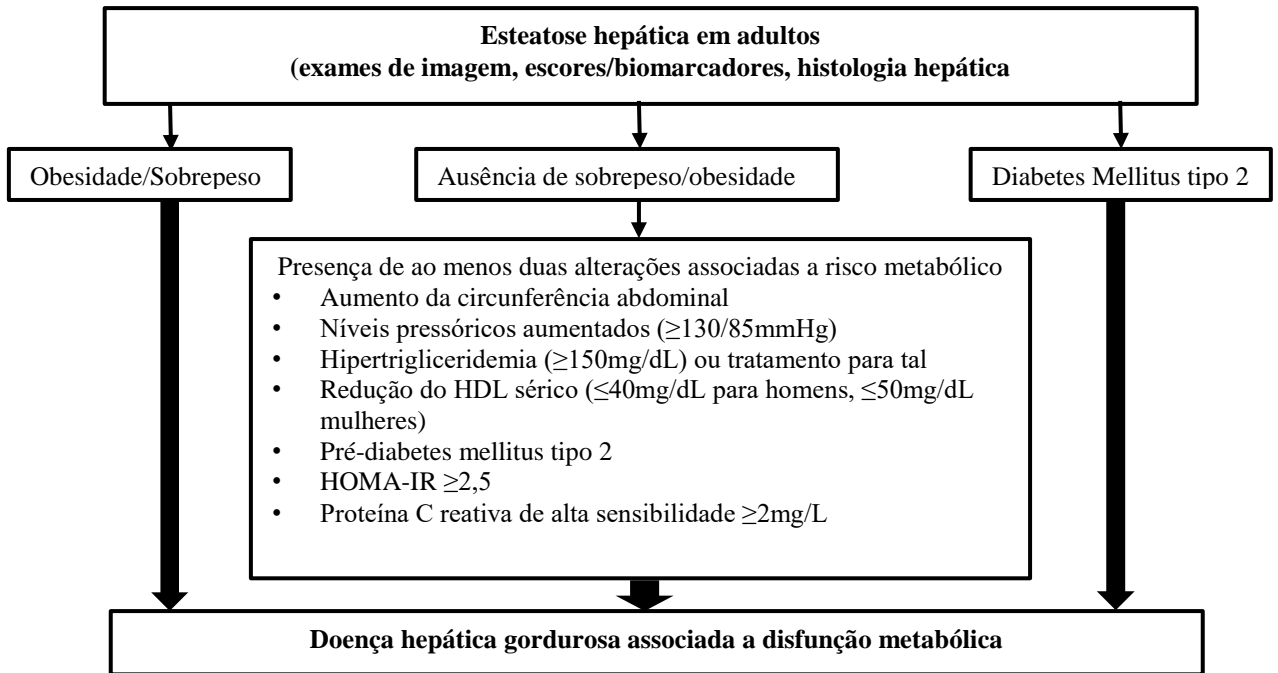 Esteatose hepática em adultos
(exames de imagem, escores/biomarcadores, histologia hepática
Obesidade/Sobrepeso
Ausência de sobrepeso/obesidade
Diabetes Mellitus tipo 2
Presença de ao menos duas alterações associadas a risco metabólico
• Aumento da circunferência abdominal
• Níveis pressóricos aumentados (≥130/85mmHg)
• Hipertrigliceridemia (≥150mg/dL) ou tratamento para tal
• Redução do HDL sérico (≤40mg/dL para homens, ≤50mg/dL
mulheres)
• Pré-diabetes mellitus tipo 2
• HOMA-IR ≥2,5
• Proteína C reativa de alta sensibilidade ≥2mg/L
Doença hepática gordurosa associada a disfunção metabólica